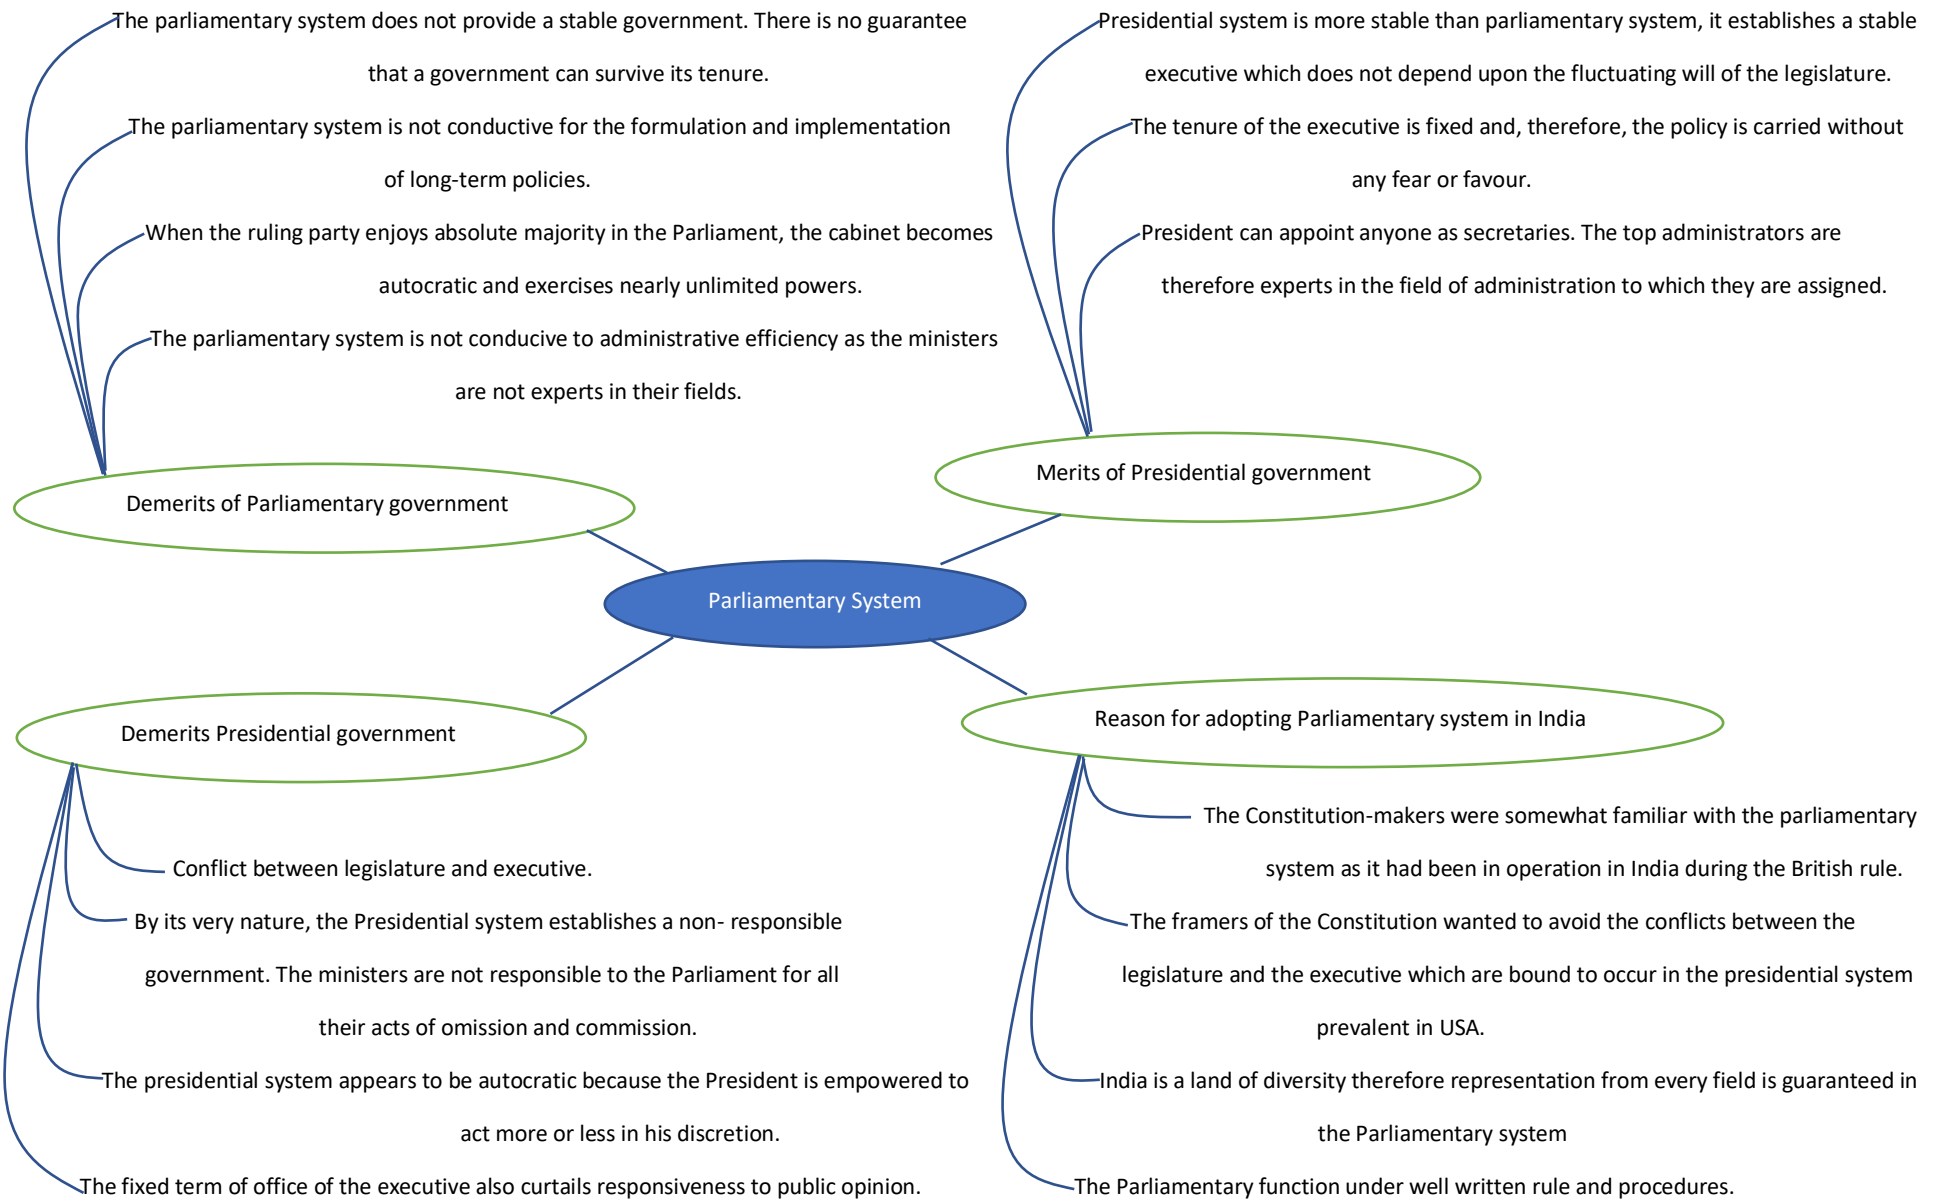 The parliamentary system does not provide a stable government. There is no guarantee
that a government can survive its tenure.
The parliamentary system is not conductive for the formulation and implementation
of long-term policies.
When the ruling party enjoys absolute majority in the Parliament, the cabinet becomes
autocratic and exercises nearly unlimited powers.
The parliamentary system is not conducive to administrative efficiency as the ministers
are not experts in their fields.
Demerits of Parliamentary government
Presidential system is more stable than parliamentary system, it establishes a stable
executive which does not depend upon the fluctuating will of the legislature.
The tenure of the executive is fixed and, therefore, the policy is carried without
any fear or favour.
President can appoint anyone as secretaries. The top administrators are
therefore experts in the field of administration to which they are assigned.
Merits of Presidential government
Parliamentary System
Demerits Presidential government
Conflict between legislature and executive.
By its very nature, the Presidential system establishes a non- responsible
government. The ministers are not responsible to the Parliament for all
their acts of omission and commission.
The presidential system appears to be autocratic because the President is empowered to
act more or less in his discretion.
The fixed term of office of the executive also curtails responsiveness to public opinion.
Reason for adopting Parliamentary system in India
The Constitution-makers were somewhat familiar with the parliamentary
system as it had been in operation in India during the British rule.
The framers of the Constitution wanted to avoid the conflicts between the
legislature and the executive which are bound to occur in the presidential system
prevalent in USA.
India is a land of diversity therefore representation from every field is guaranteed in
the Parliamentary system
The Parliamentary function under well written rule and procedures.